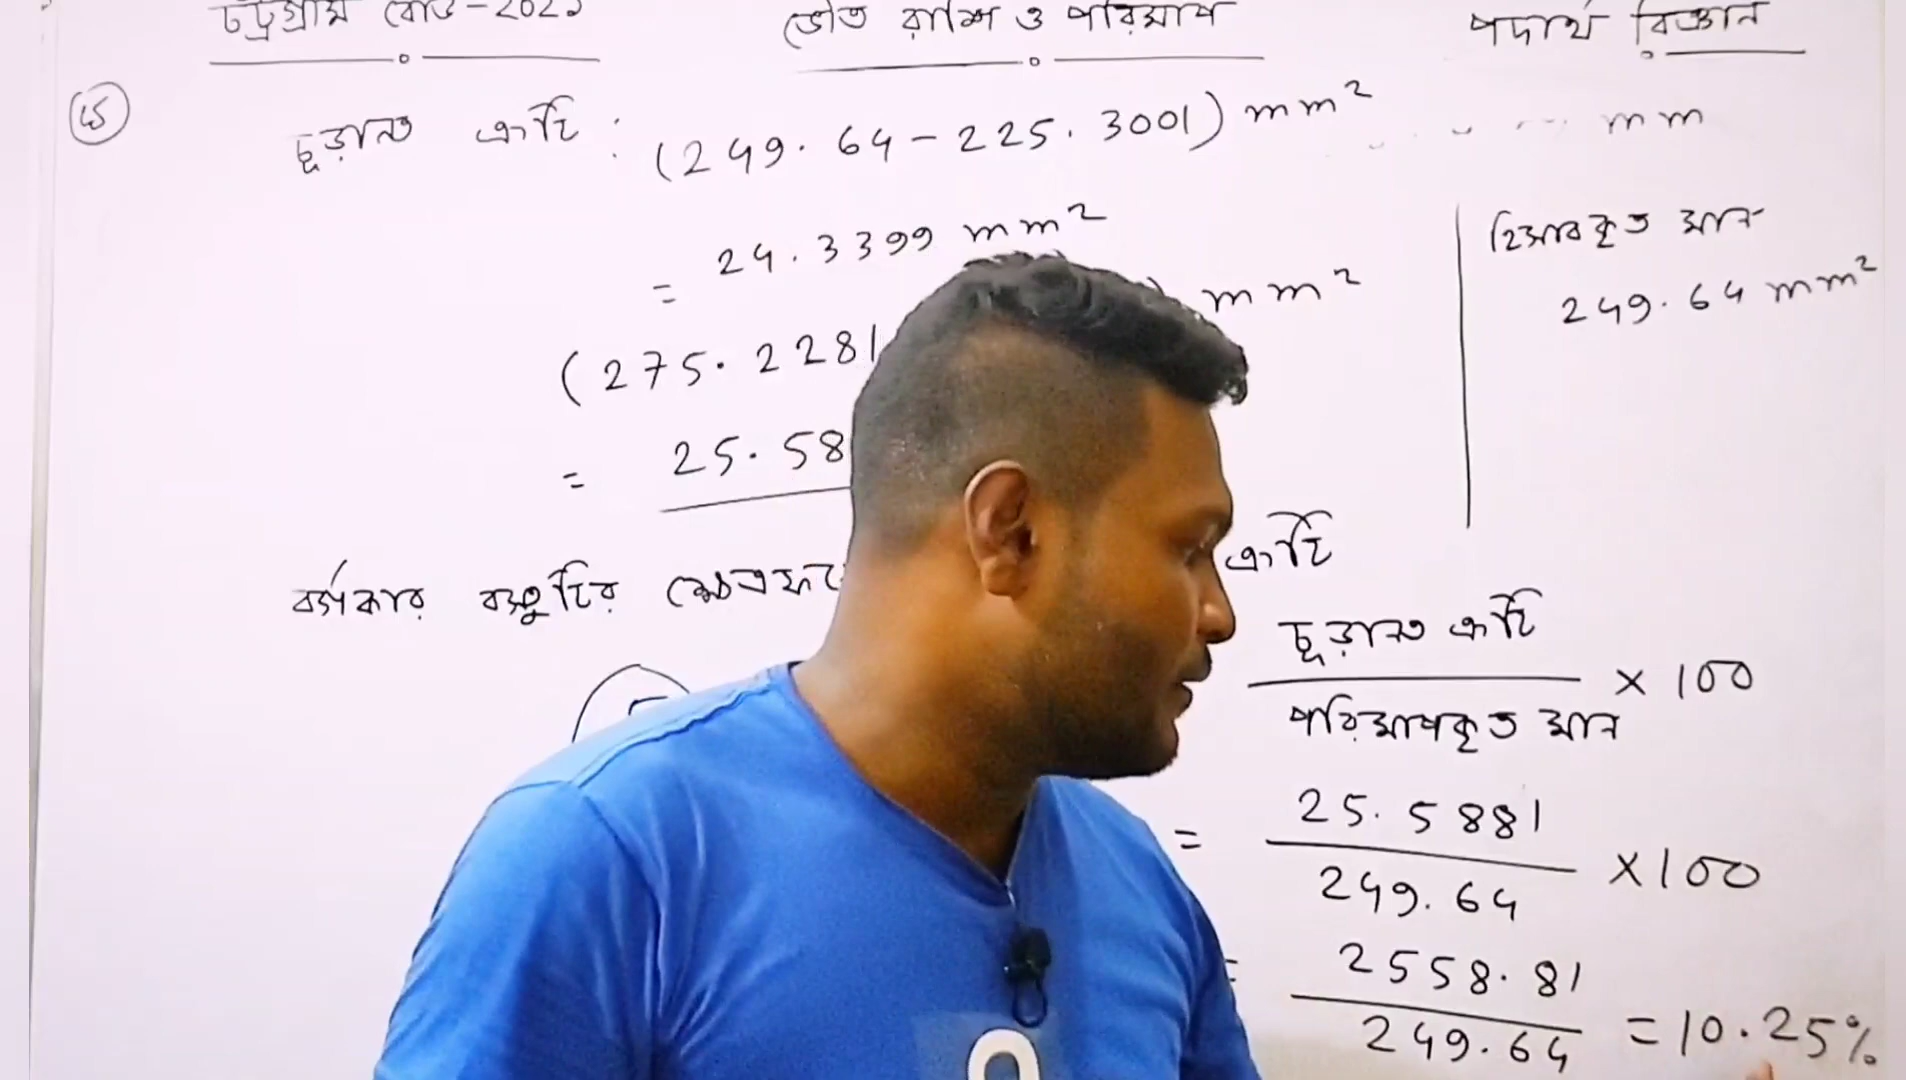 চট্টগ্রাম বোর্ড-2021
ভৌত রাশি ও পরিমাপ
পদার্থ বিজ্ঞান
ঘ
চূড়ান্ত ত্রুটি : (249.64 - 225.3001) mm²
mm
= 24.3399 mm²
(275.2281
mm²
= 25.58
হিসাবকৃত মান
249.64 mm²
বর্গাকার বস্তুটির ক্ষেত্রফলে
ত্রুটি
চূড়ান্ত ত্রুটি
পরিমাপকৃত মান
× 100
= 25.5881
249.64
×100
= 2558.81
249.64
= 10.25%